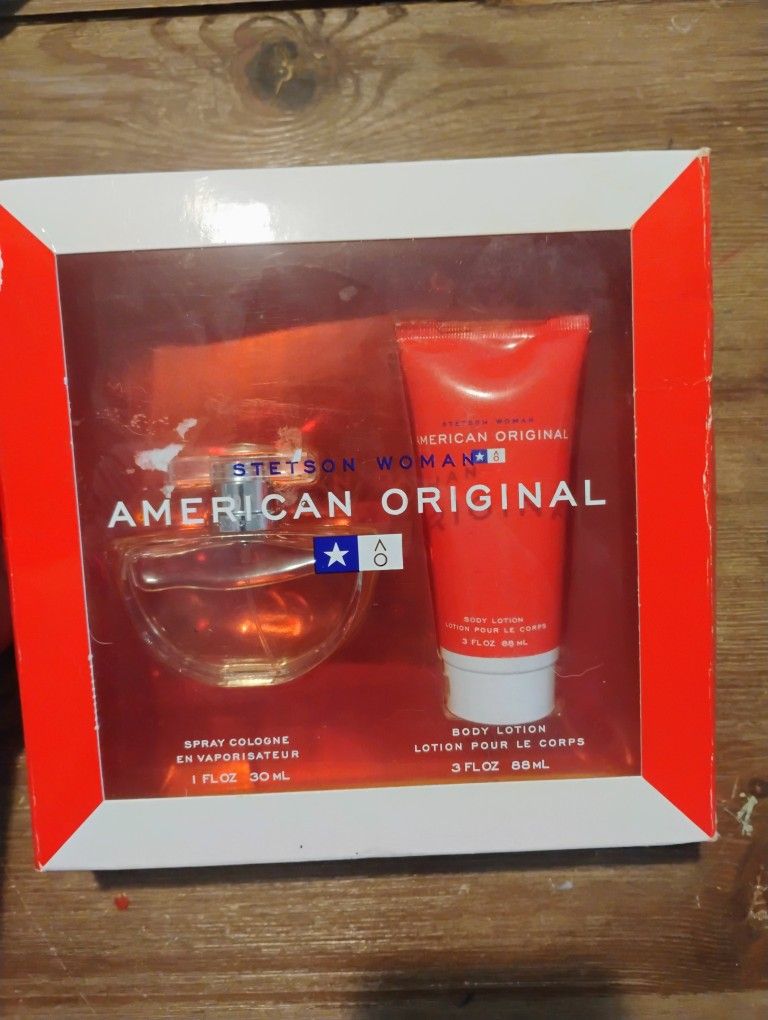 STETSON WOMAN
AMERICAN ORIGINAL
AO
STETSON WOMAN
AMERICAN ORIGINAL
AO
BODY LOTION
LOTION POUR LE CORPS
3 FL OZ 88 ML
SPRAY COLOGNE
EN VAPORISATEUR
1 FL OZ 30 ML
BODY LOTION
LOTION POUR LE CORPS
3 FL OZ 88 ML